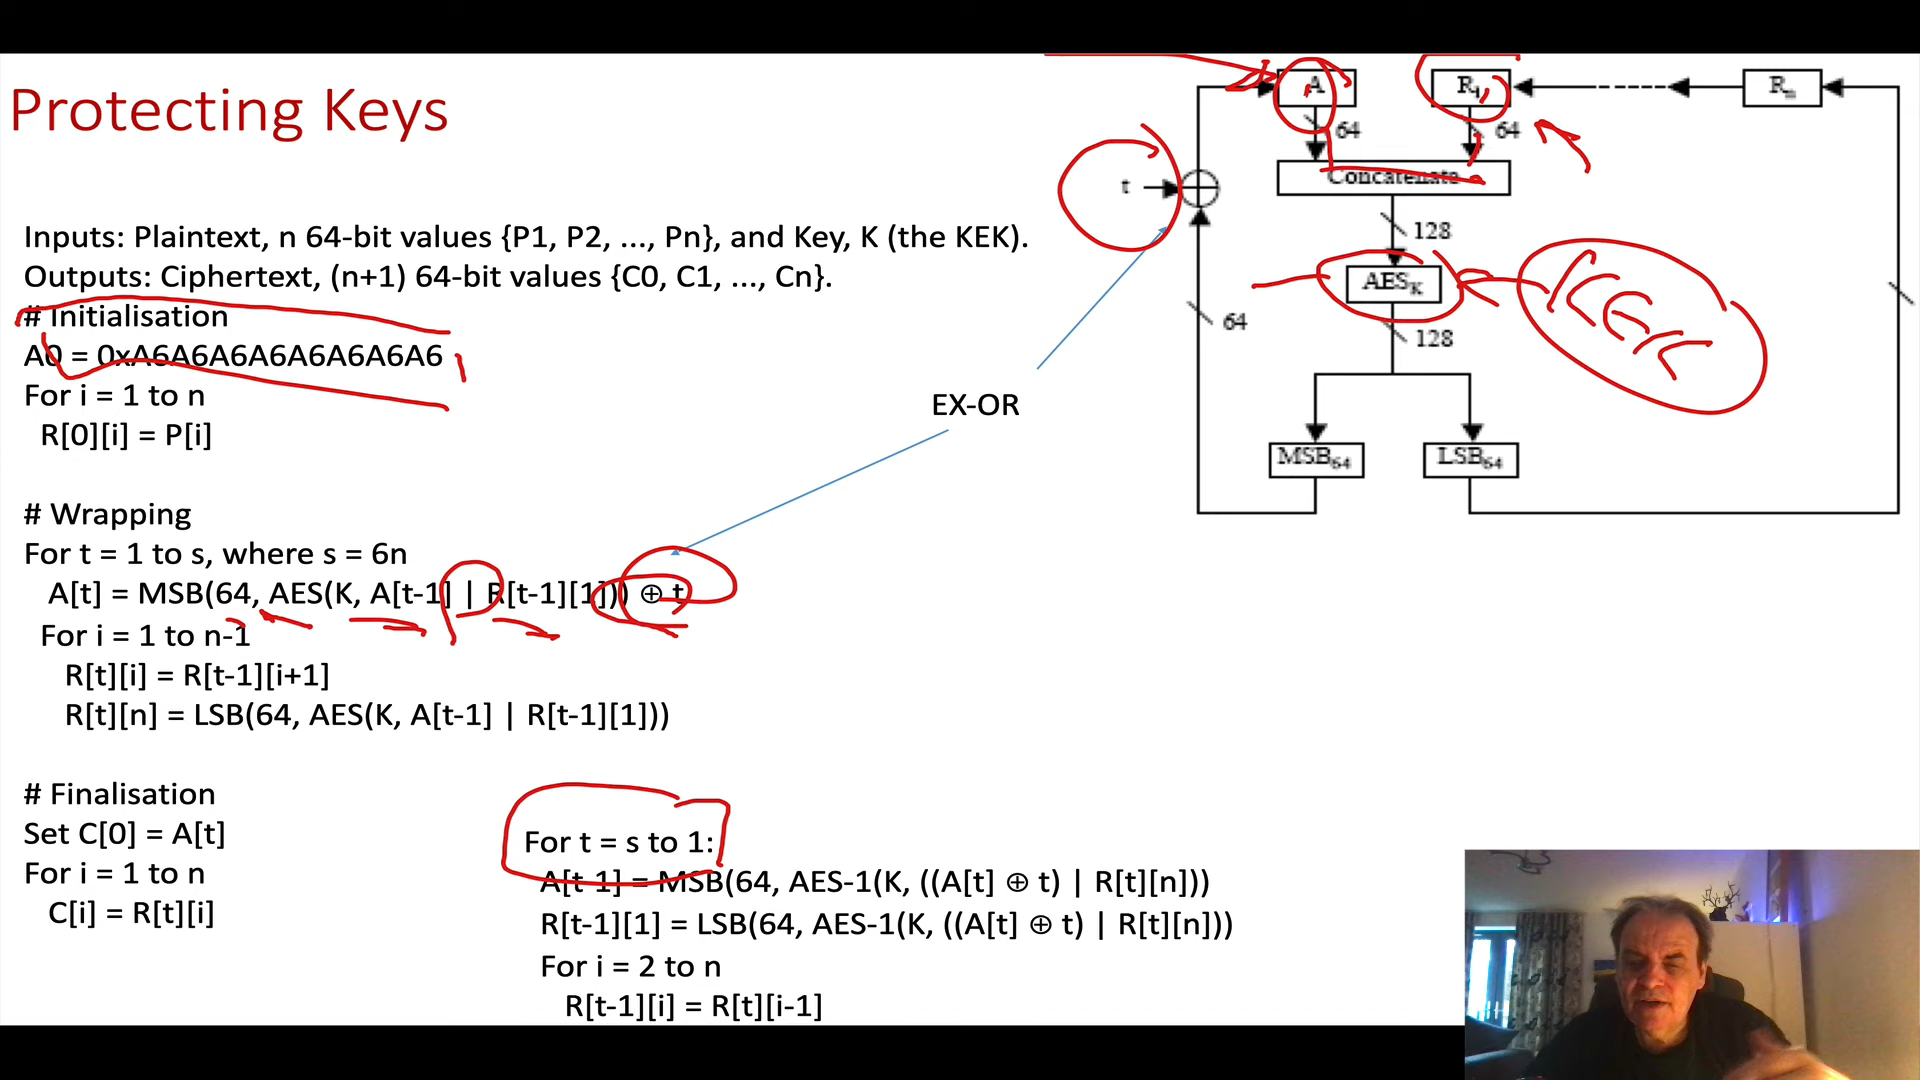 Protecting Keys
Inputs: Plaintext, n 64-bit values {P1, P2, ..., Pn}, and Key, K (the KEK).
Outputs: Ciphertext, (n+1) 64-bit values {C0, C1, ..., Cn}.
# Initialisation
A0 = 0xA6A6A6A6A6A6A6A6
For i = 1 to n
R[0][i] = P[i]
# Wrapping
For t = 1 to s, where s = 6n
A[t] = MSB(64, AES(K, A[t-1] | R[t-1][1])) ⊕ t
For i = 1 to n-1
R[t][i] = R[t-1][i+1]
R[t][n] = LSB(64, AES(K, A[t-1] | R[t-1][1]))
# Finalisation
Set C[0] = A[t]
For i = 1 to n
C[i] = R[t][i]
For t = s to 1:
A[t-1] = MSB(64, AES-1(K, ((A[t] ⊕ t) | R[t][n]))
R[t-1][1] = LSB(64, AES-1(K, ((A[t] ⊕ t) | R[t][n]))
For i = 2 to n
R[t-1][i] = R[t][i-1]
EX-OR
A
R1
Rn
64
64
t
Concatenate
128
AESK
KEK
64
128
MSB64
LSB64